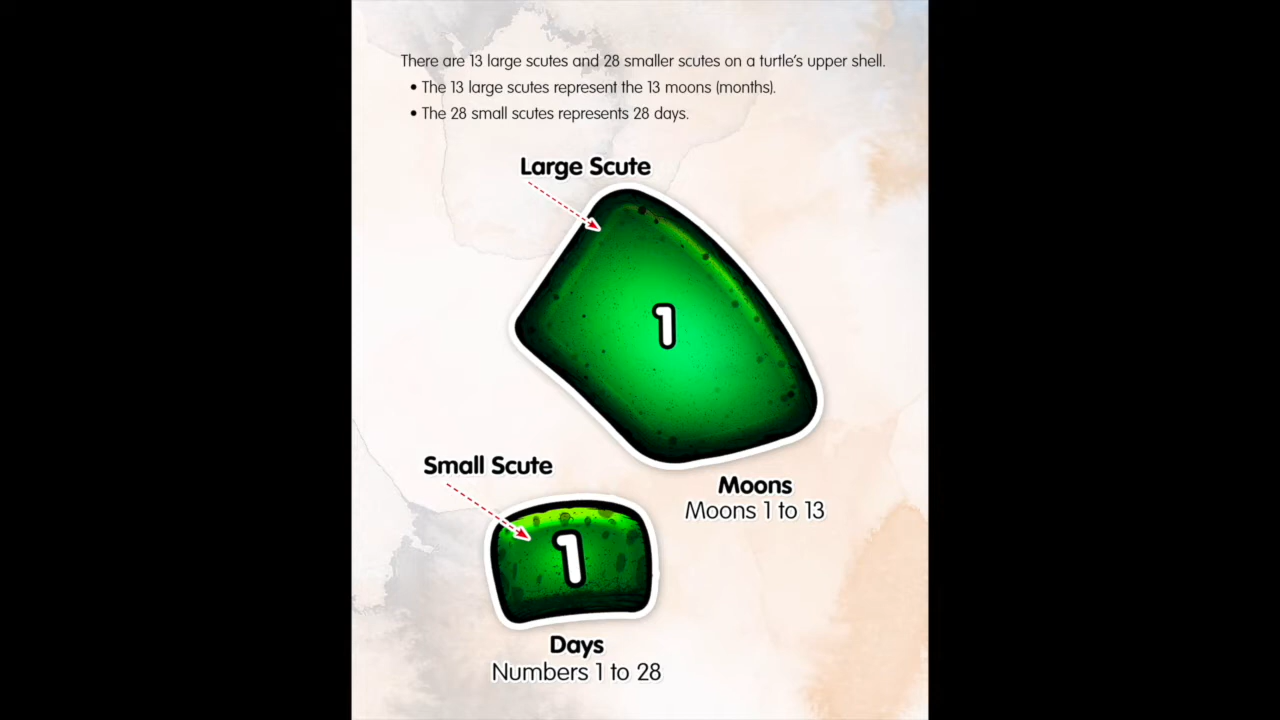 There are 13 large scutes and 28 smaller scutes on a turtle's upper shell.
• The 13 large scutes represent the 13 moons (months).
• The 28 small scutes represents 28 days.
Large Scute
1
Moons
Moons 1 to 13
Small Scute
1
Days
Numbers 1 to 28